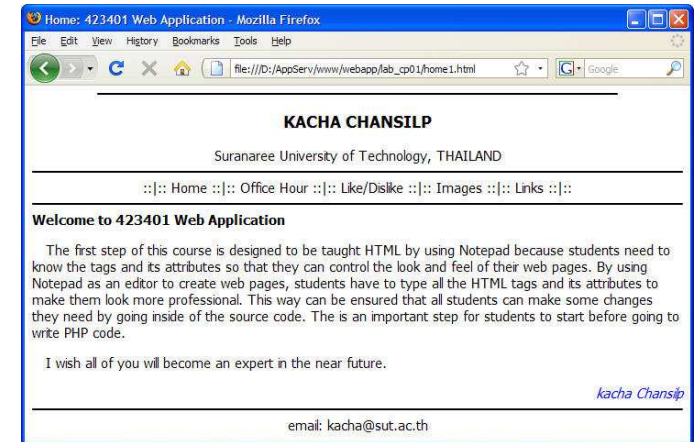 Home: 423401 Web Application - Mozilla Firefox
File Edit View History Bookmarks Tools Help
file:///D:/AppServ/www/webapp/lab_cp01/home1.html G Google
KACHA CHANSILP
Suranaree University of Technology, THAILAND
::|:: Home ::|:: Office Hour ::|:: Like/Dislike ::|:: Images ::|:: Links ::|::
Welcome to 423401 Web Application
The first step of this course is designed to be taught HTML by using Notepad because students need to
know the tags and its attributes so that they can control the look and feel of their web pages. By using
Notepad as an editor to create web pages, students have to type all the HTML tags and its attributes to
make them look more professional. This way can be ensured that all students can make some changes
they need by going inside of the source code. The is an important step for students to start before going to
write PHP code.
I wish all of you will become an expert in the near future.
kacha Chansilp
email: kacha@sut.ac.th